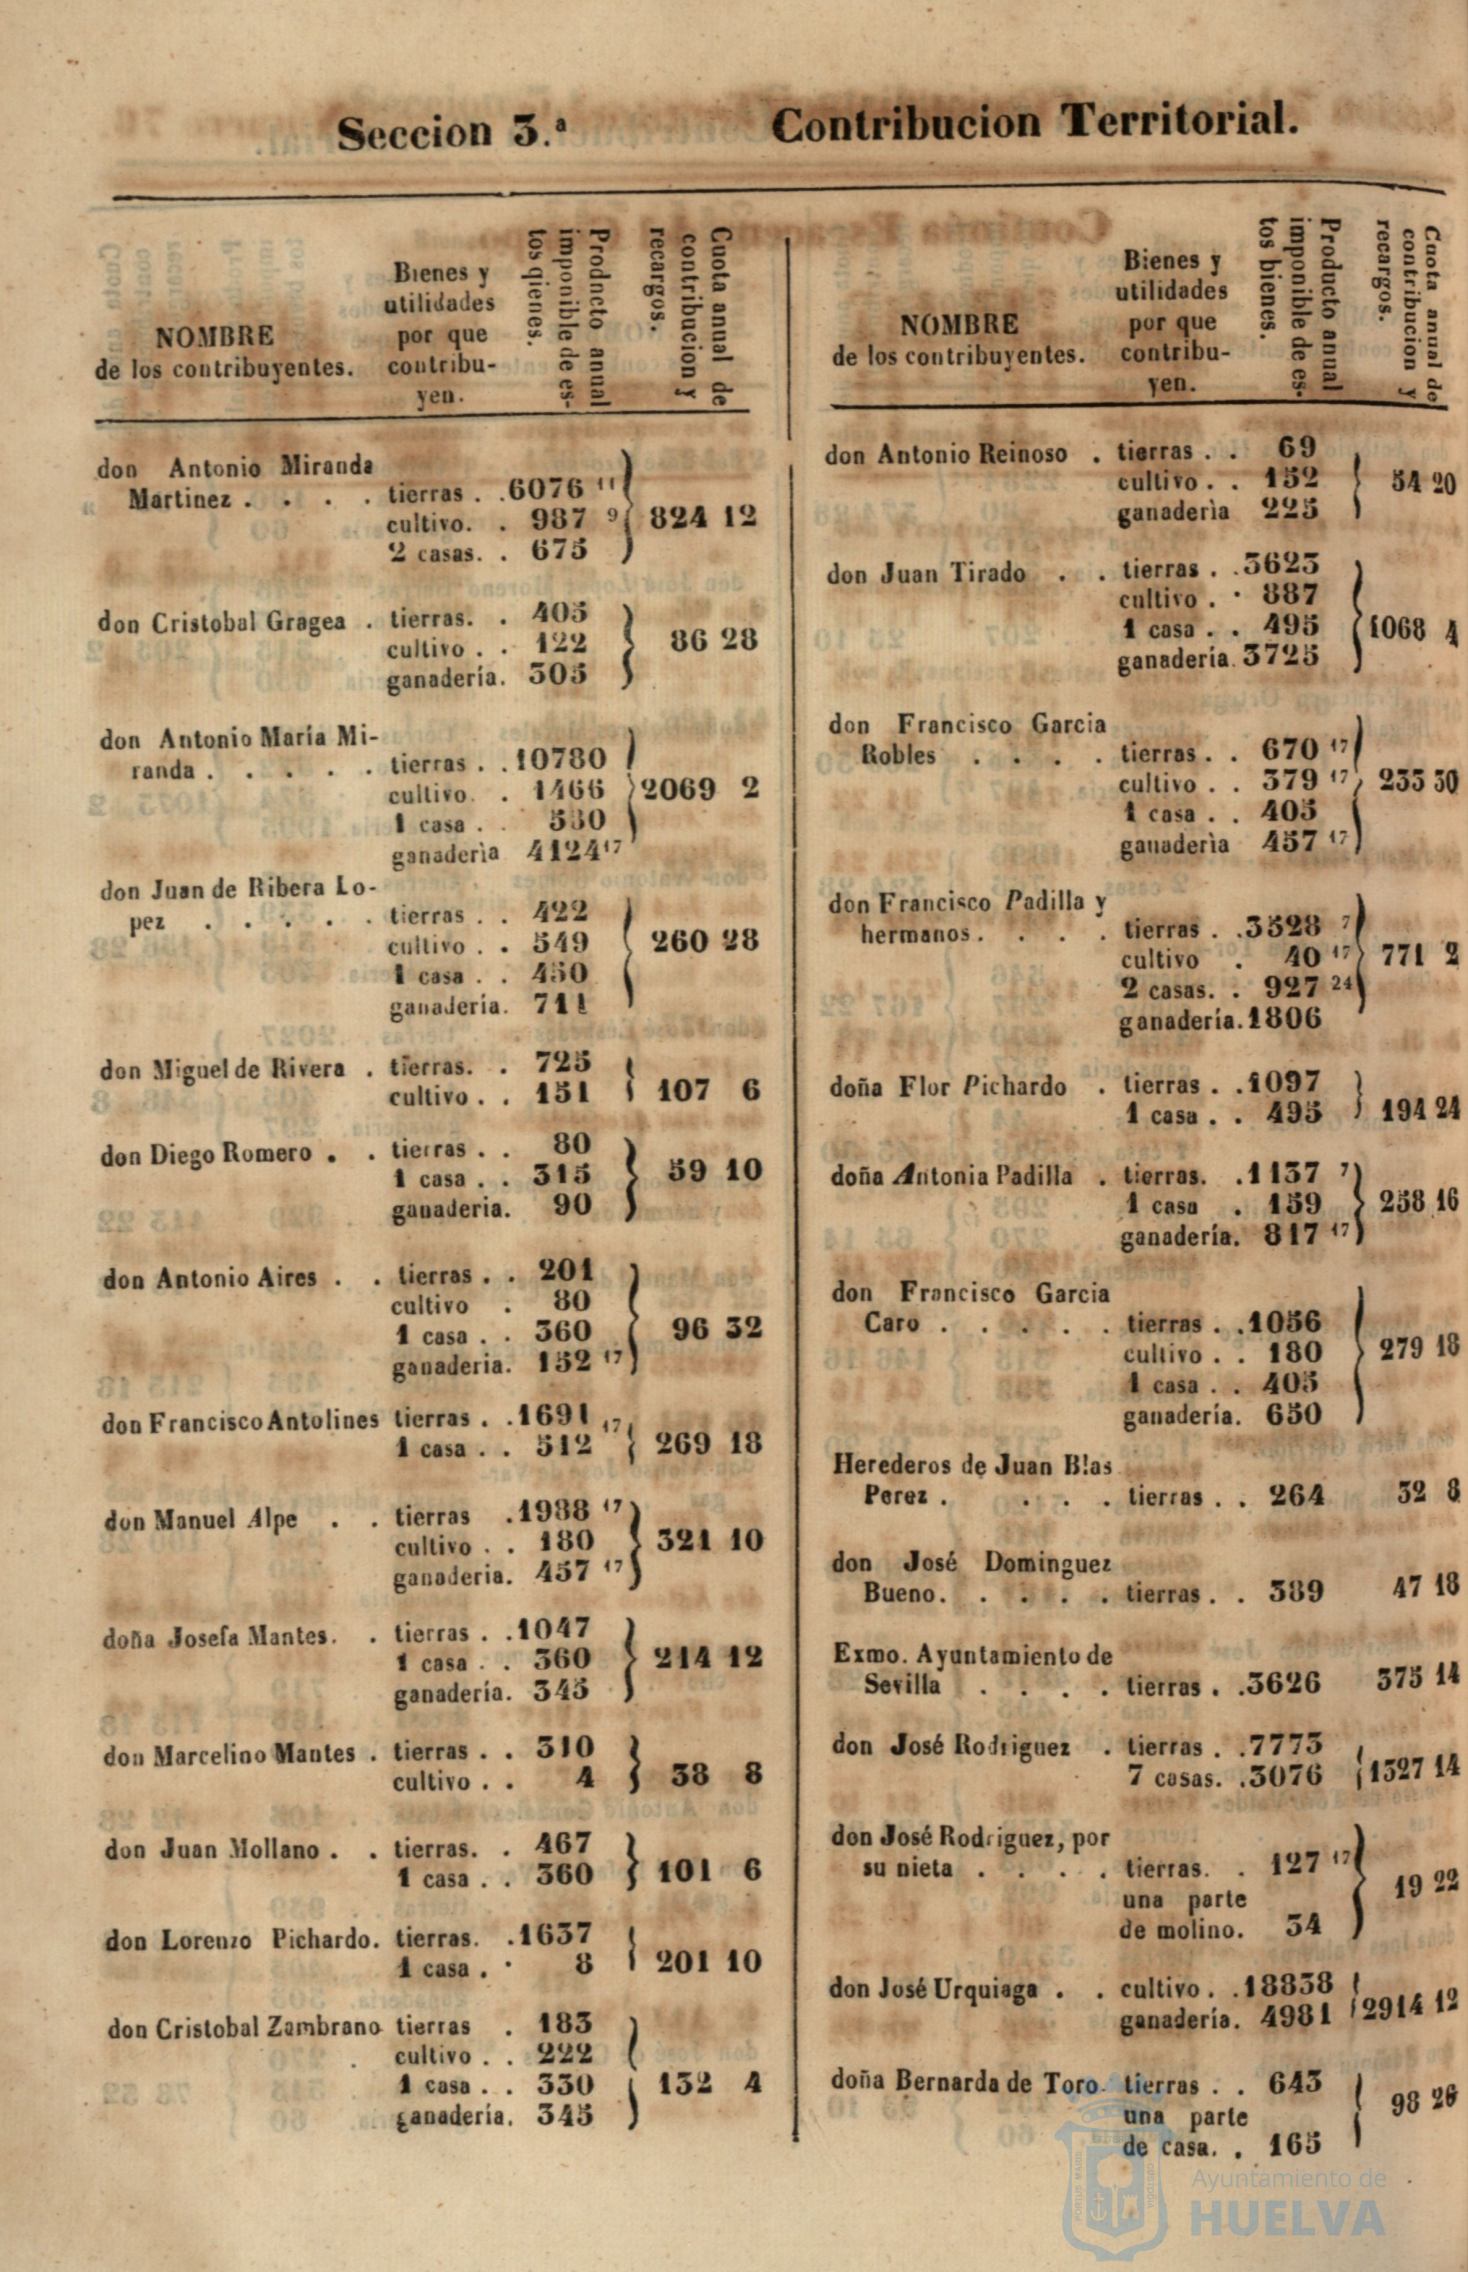 Seccion 3.ª Contribucion Territorial.
NOMBRE
de los contribuyentes.
Bienes y
utilidades
por que
contribu-
yen.
Producto anual
imponible de es-
tos qienes.
Cuota anual de
contribucion y
recargos.
don Antonio Miranda
Martinez . . . . tierras . . 6076 11
cultivo. . 987 9 824 12
2 casas. . 675
don Cristobal Gragea . tierras. . 405
cultivo . . 122 86 28
ganadería. 305
don Antonio María Mi-
randa . . . . . tierras . . 10780
cultivo. . 1466 2069 2
1 casa . . 530
ganaderìa 4124 17
don Juan de Ribera Lo-
pez . . . . . tierras . . 422
cultivo . . 549 260 28
1 casa . . 450
ganadería. 711
don Miguel de Rivera . tierras. . 725
cultivo . . 151 107 6
don Diego Romero . . tierras . . 80
1 casa . . 315 59 10
ganaderia. 90
don Antonio Aires . . tierras . . 201
cultivo . 80
1 casa . . 360 96 32
ganaderia. 152 17
don Francisco Antolines tierras . . 1691 17
1 casa . . 512 269 18
don Manuel Alpe . . tierras . 1988 17
cultivo . . 180 321 10
ganaderia. 457 17
doña Josefa Mantes. . tierras . . 1047
1 casa . . 360 214 12
ganadería. 345
don Marcelino Mantes . tierras . . 310
cultivo . . 4 38 8
don Juan Mollano . . tierras. . 467
1 casa . . 360 101 6
don Lorenzo Pichardo. tierras. . 1637
1 casa . . 8 201 10
don Cristobal Zambrano tierras . 183
cultivo . . 222
1 casa . . 330 132 4
ganadería. 345
NOMBRE
de los contribuyentes.
Bienes y
utilidades
por que
contribu-
yen.
Producto anual
imponible de es-
tos bienes.
Cuota anual de
contribucion y
recargos.
don Antonio Reinoso . tierras . . 69
cultivo . . 152 54 20
ganaderìa 225
don Juan Tirado . . tierras . . 3623
cultivo . . 887
1 casa . . 495 1068 4
ganadería. 3725
don Francisco Garcia
Robles . . . . tierras . . 670 17
cultivo . . 379 17 233 30
1 casa . . 405
ganaderìa 457 17
don Francisco Padilla y
hermanos . . . . tierras . . 3528 7
cultivo . 40 17 771 2
2 casas. . 927 24
ganadería. 1806
doña Flor Pichardo . tierras . . 1097
1 casa . . 495 194 24
doña Antonia Padilla . tierras. . 1137 7
1 casa . 159 258 16
ganadería. 817 17
don Francisco Garcia
Caro . . . . . tierras . . 1056
cultivo . . 180 279 18
1 casa . . 405
ganadería. 650
Herederos de Juan Blas
Perez . . . . tierras . . 264 32 8
don José Dominguez
Bueno. . . . . tierras . . 389 47 18
Exmo. Ayuntamiento de
Sevilla . . . . tierras . . 3626 375 14
don José Rodriguez . tierras . . 7773
7 casas. . 3076 1327 14
don José Rodriguez, por
su nieta . . . . tierras. . 127 17
una parte 19 22
de molino. 34
don José Urquiaga . . cultivo . . 18838
ganadería. 4981 2914 12
doña Bernarda de Toro. tierras . . 643
una parte 98 26
de casa. . 165
Ayuntamiento de
HUELVA